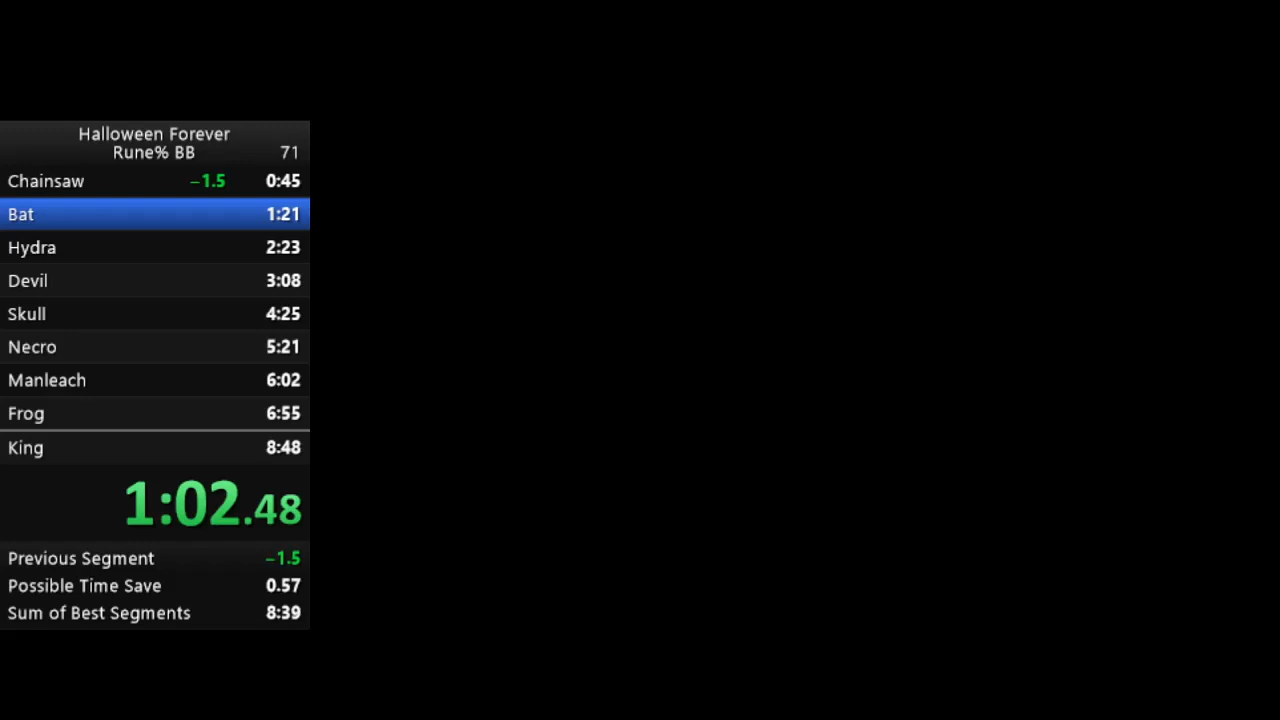 Halloween Forever
Rune% BB 71
Chainsaw −1.5 0:45
Bat 1:21
Hydra 2:23
Devil 3:08
Skull 4:25
Necro 5:21
Manleach 6:02
Frog 6:55
King 8:48
1:02.48
Previous Segment −1.5
Possible Time Save 0.57
Sum of Best Segments 8:39